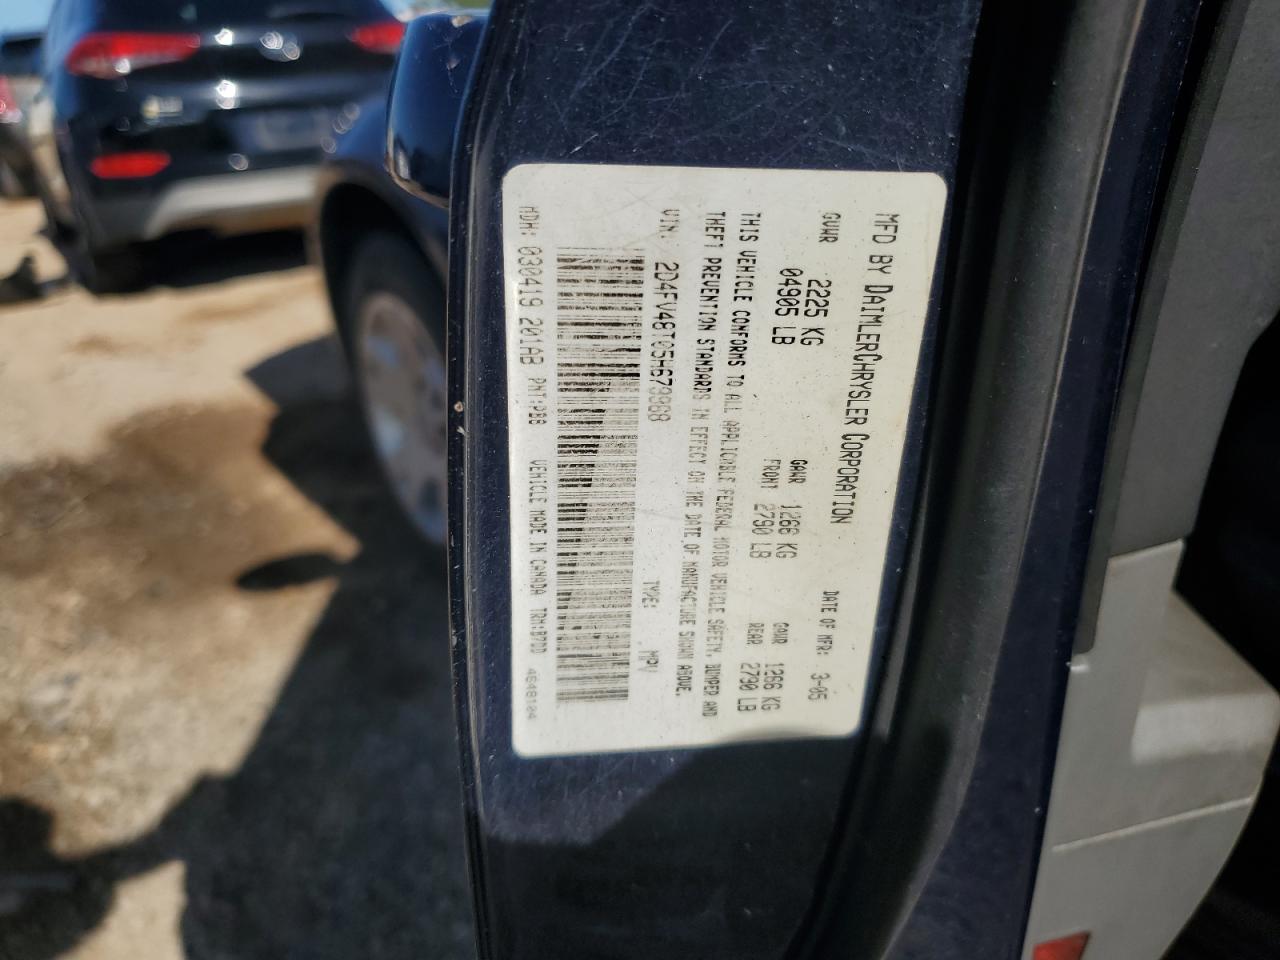 MFD BY DAIMLERCHRYSLER CORPORATION
DATE OF MFR: 3-05
GVWR 2225 KG
04905 LB
GAWR FRONT 1266 KG
2790 LB
GAWR REAR 1266 KG
2790 LB
THIS VEHICLE CONFORMS TO ALL APPLICABLE FEDERAL MOTOR VEHICLE SAFETY, BUMPER AND
THEFT PREVENTION STANDARDS IN EFFECT ON THE DATE OF MANUFACTURE SHOWN ABOVE.
VIN: 2D4FV48T05H679968 TYPE: MPV
MDH: 030419 201AB PNT:PB8 VEHICLE MADE IN CANADA
4648104